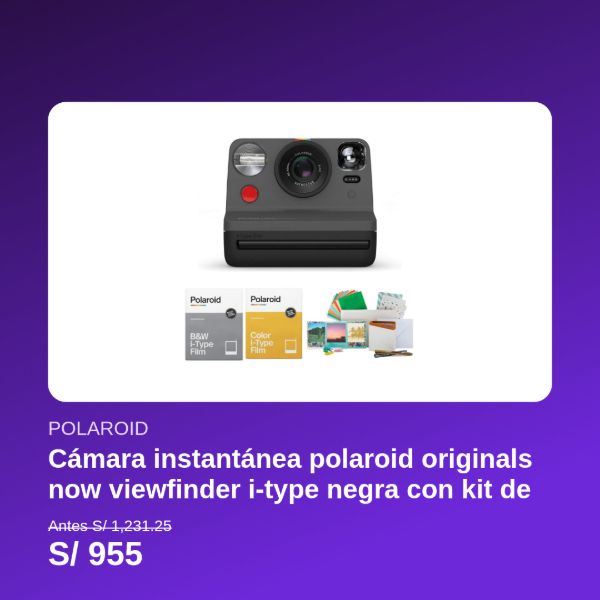 Polaroid
B&W
i-Type
Film
Polaroid
Color
i-Type
Film
POLAROID
Cámara instantánea polaroid originals
now viewfinder i-type negra con kit de
Antes S/ 1,231.25
S/ 955